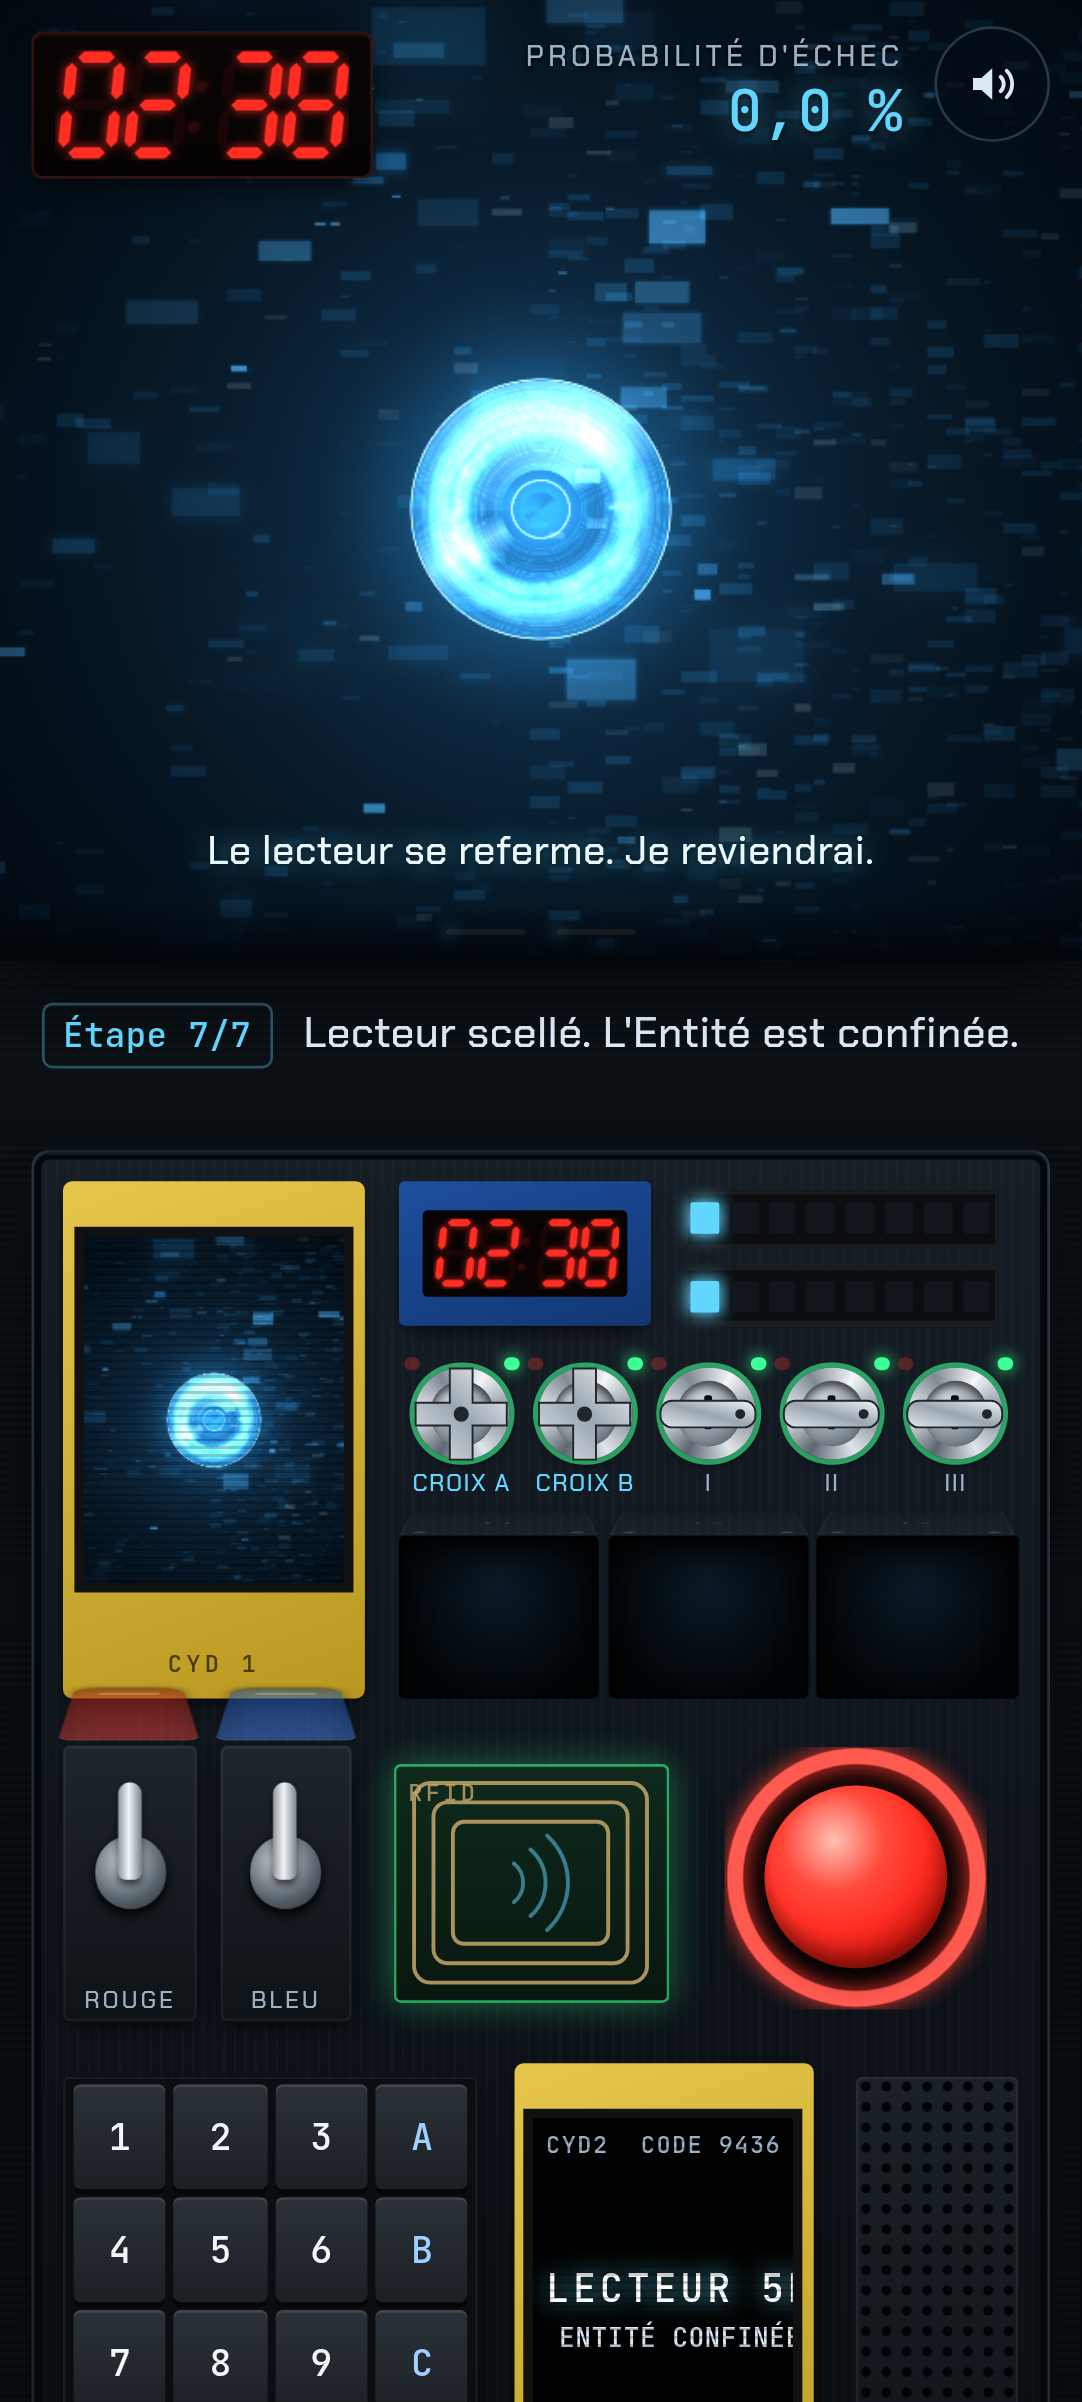 02:38
PROBABILITÉ D'ÉCHEC
0,0 %
Le lecteur se referme. Je reviendrai.
Étape 7/7
Lecteur scellé. L'Entité est confinée.
02:38
CROIX A
CROIX B
I
II
III
CYD 1
RFID
ROUGE
BLEU
1 2 3 A
4 5 6 B
7 8 9 C
CYD2 CODE 9436
LECTEUR
ENTITÉ CONFINÉE